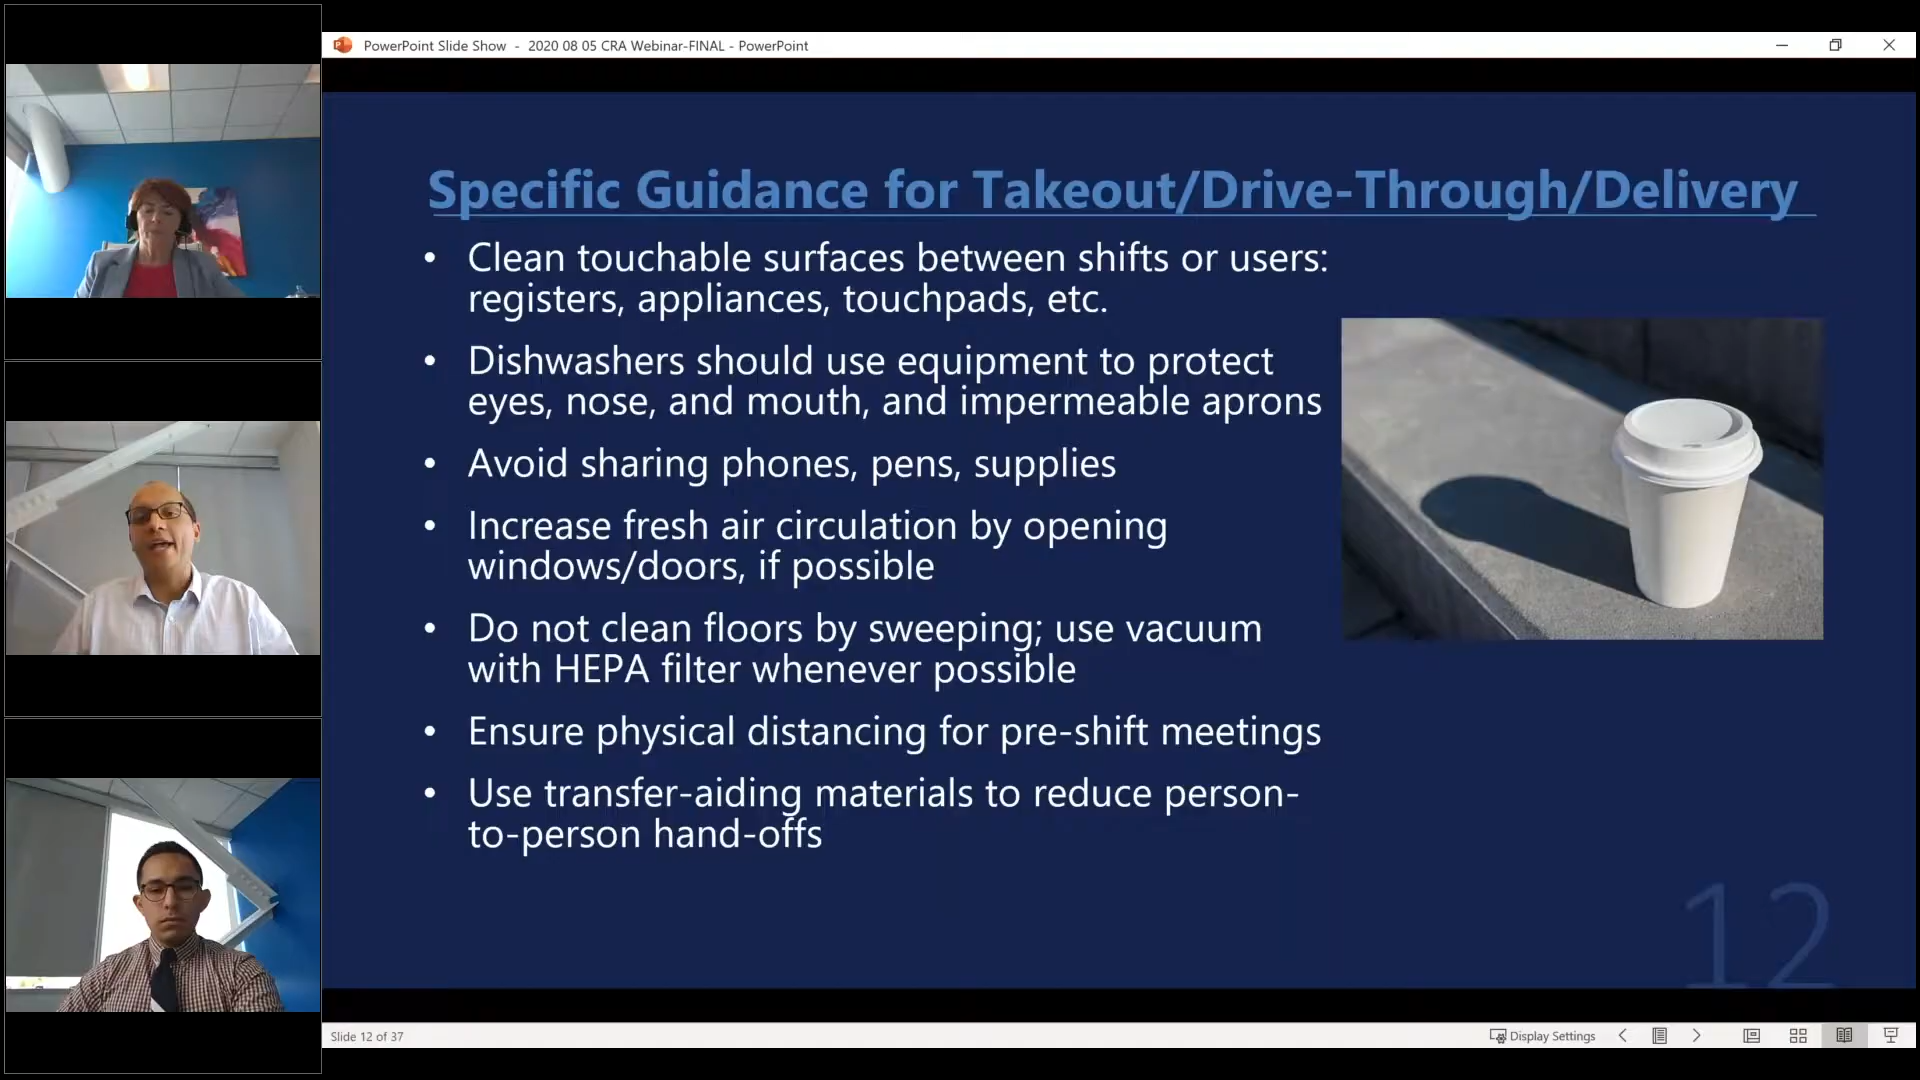 PowerPoint Slide Show - 2020 08 05 CRA Webinar-FINAL - PowerPoint
Specific Guidance for Takeout/Drive-Through/Delivery
• Clean touchable surfaces between shifts or users:
registers, appliances, touchpads, etc.
• Dishwashers should use equipment to protect
eyes, nose, and mouth, and impermeable aprons
• Avoid sharing phones, pens, supplies
• Increase fresh air circulation by opening
windows/doors, if possible
• Do not clean floors by sweeping; use vacuum
with HEPA filter whenever possible
• Ensure physical distancing for pre-shift meetings
• Use transfer-aiding materials to reduce person-
to-person hand-offs
12
Slide 12 of 37
Display Settings